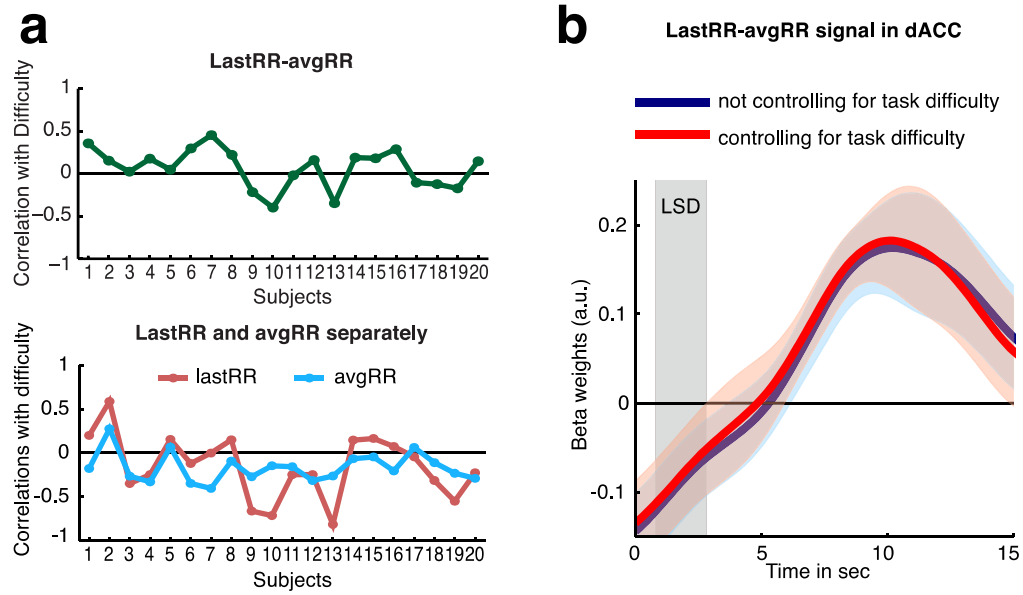 a
LastRR-avgRR
Correlation with Difficulty
1
0.5
0
−0.5
−1
1 2 3 4 5 6 7 8 9 10 11 12 13 14 15 16 17 18 19 20
Subjects
LastRR and avgRR separately
lastRR avgRR
Correlations with difficulty
1
0.5
0
-0.5
-1
1 2 3 4 5 6 7 8 9 10 11 12 13 14 15 16 17 18 19 20
Subjects
b
LastRR-avgRR signal in dACC
not controlling for task difficulty
controlling for task difficulty
LSD
Beta weights (a.u.)
0.2
0.1
0
-0.1
0 5 10 15
Time in sec